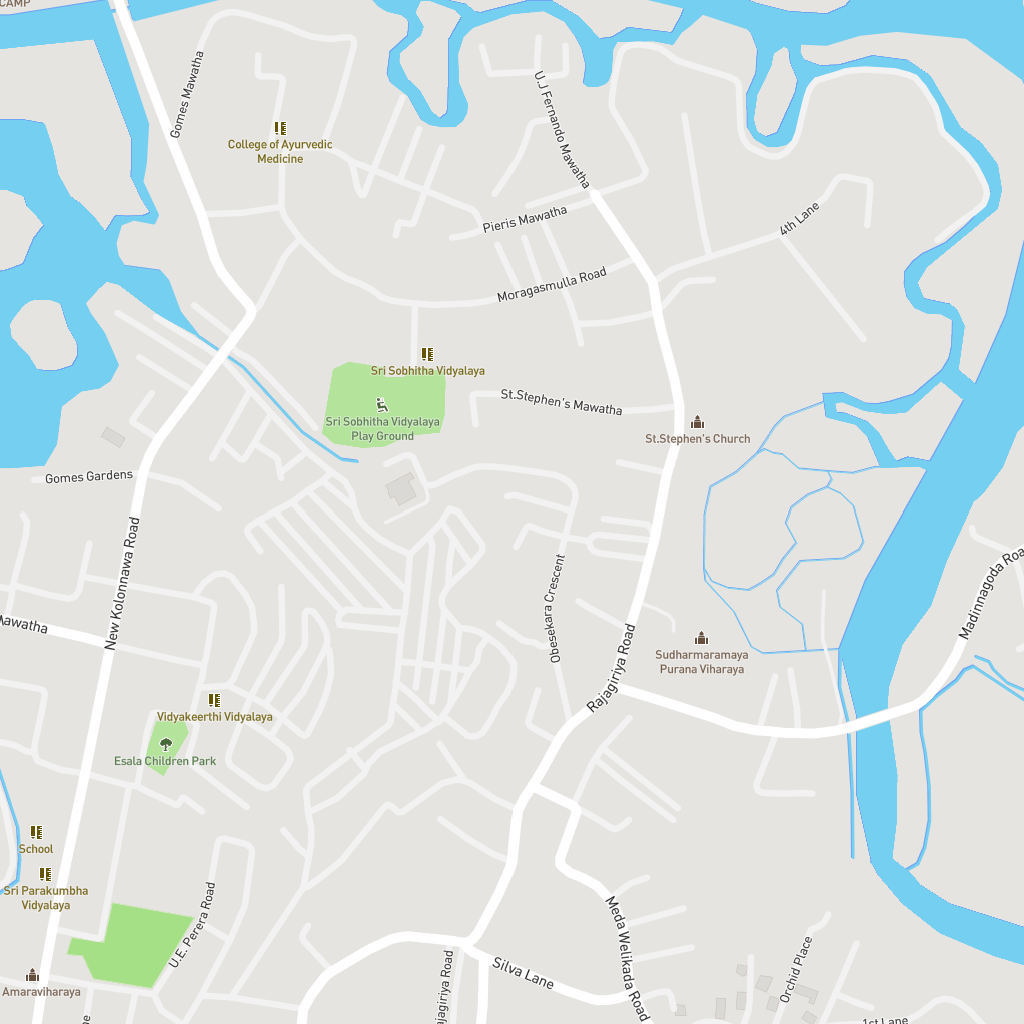 CAMP
Gomes Mawatha
U.J Fernando Mawatha
College of Ayurvedic
Medicine
Pieris Mawatha
4th Lane
Moragasmulla Road
Sri Sobhitha Vidyalaya
St.Stephen's Mawatha
Sri Sobhitha Vidyalaya
Play Ground
St.Stephen's Church
Gomes Gardens
New Kolonnawa Road
Madinnagoda Roa
Obesekara Crescent
Mawatha
Rajagiriya Road
Sudharmaramaya
Purana Viharaya
Vidyakeerthi Vidyalaya
Esala Children Park
School
Sri Parakumbha
Vidyalaya
U.E. Perera Road
Meda Welikada Road
Orchid Place
Silva Lane
Rajagiriya Road
Amaraviharaya
ne
1st Lane